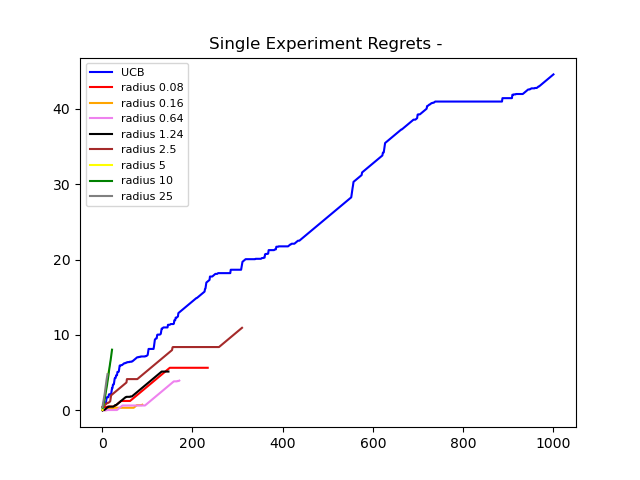 Single Experiment Regrets -
UCB
radius 0.08
radius 0.16
radius 0.64
radius 1.24
radius 2.5
radius 5
radius 10
radius 25
40
30
20
10
0
0 200 400 600 800 1000